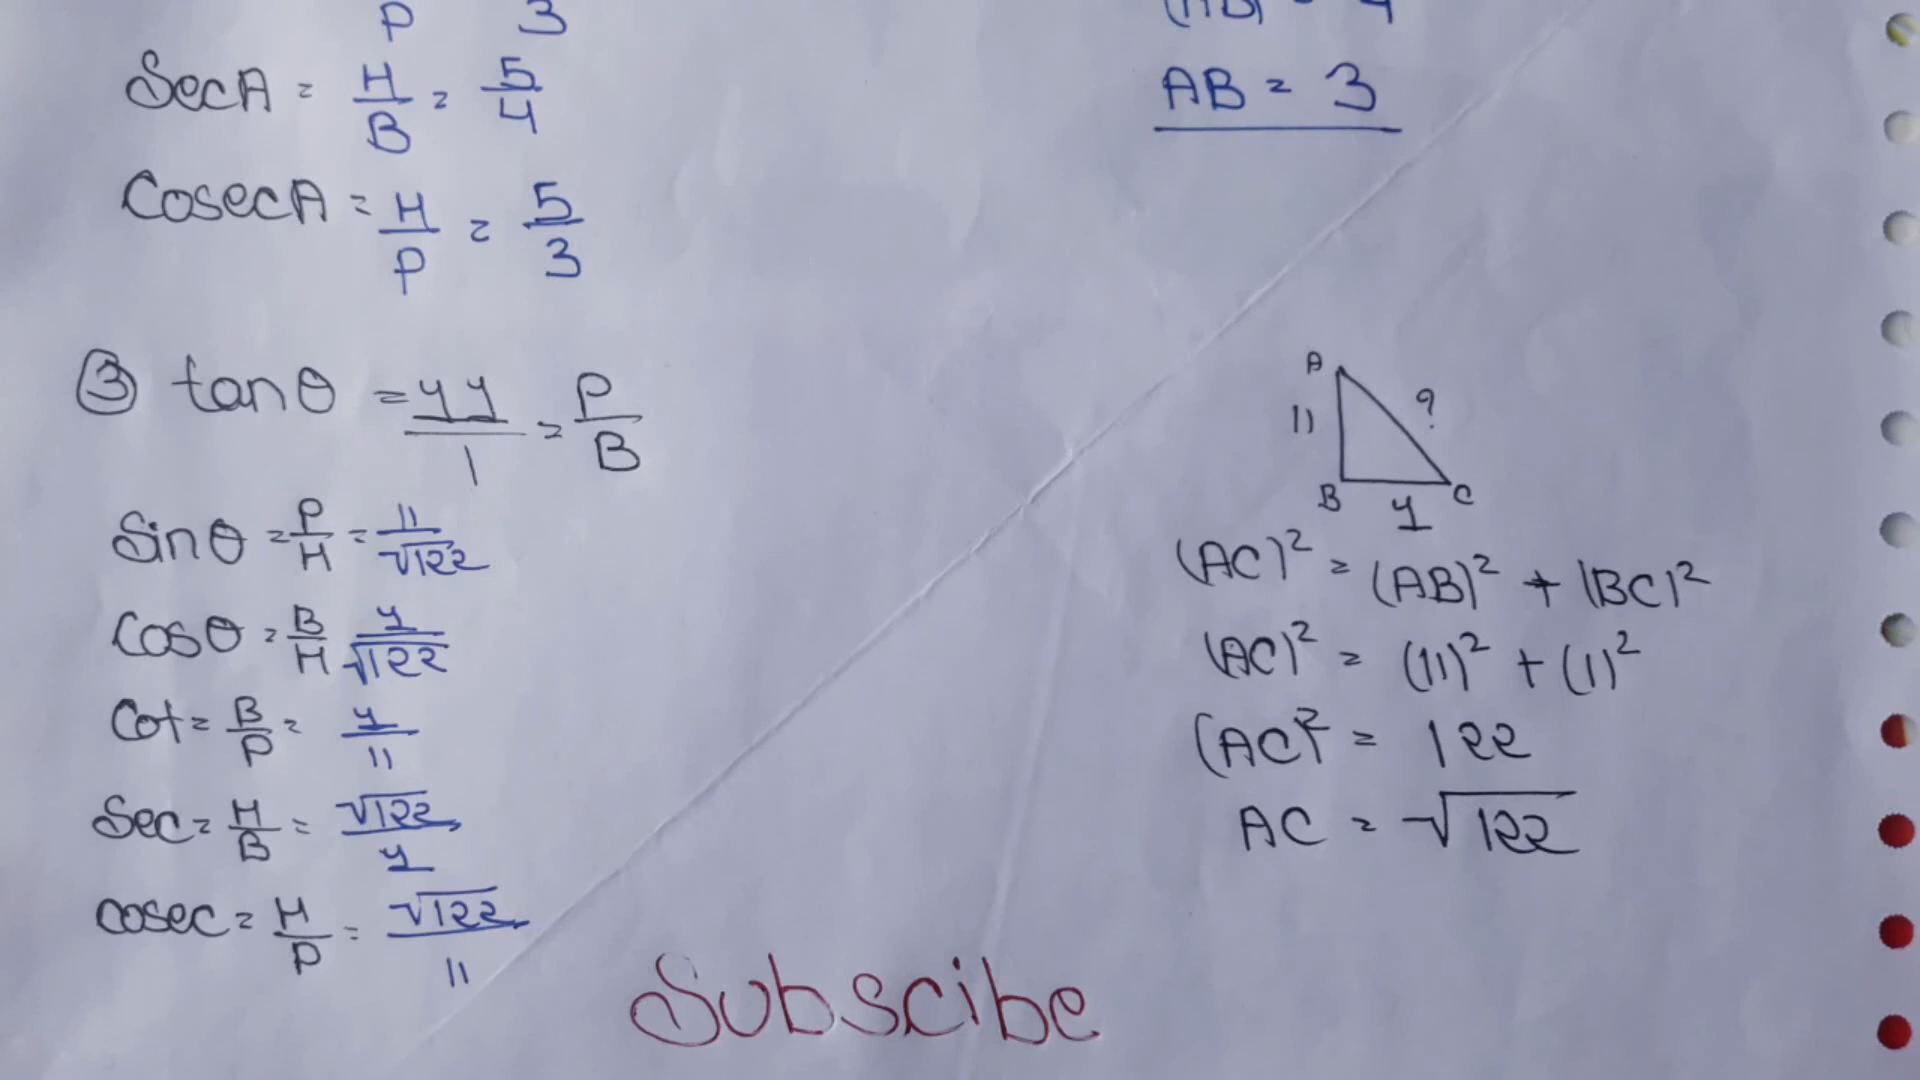 P 3
SecA = H/B = 5/4
CosecA = H/P = 5/3
AB = 3
③ tanθ = 11/1 = P/B
Sinθ = P/H = 11/√122
Cosθ = B/H 1/√122
Cot = B/P = 1/11
Sec = H/B = √122/1
Cosec = H/P = √122/11
A
11 ?
B 1 C
(AC)² = (AB)² + (BC)²
(AC)² = (11)² + (1)²
(AC)² = 122
AC = √122
Subscibe